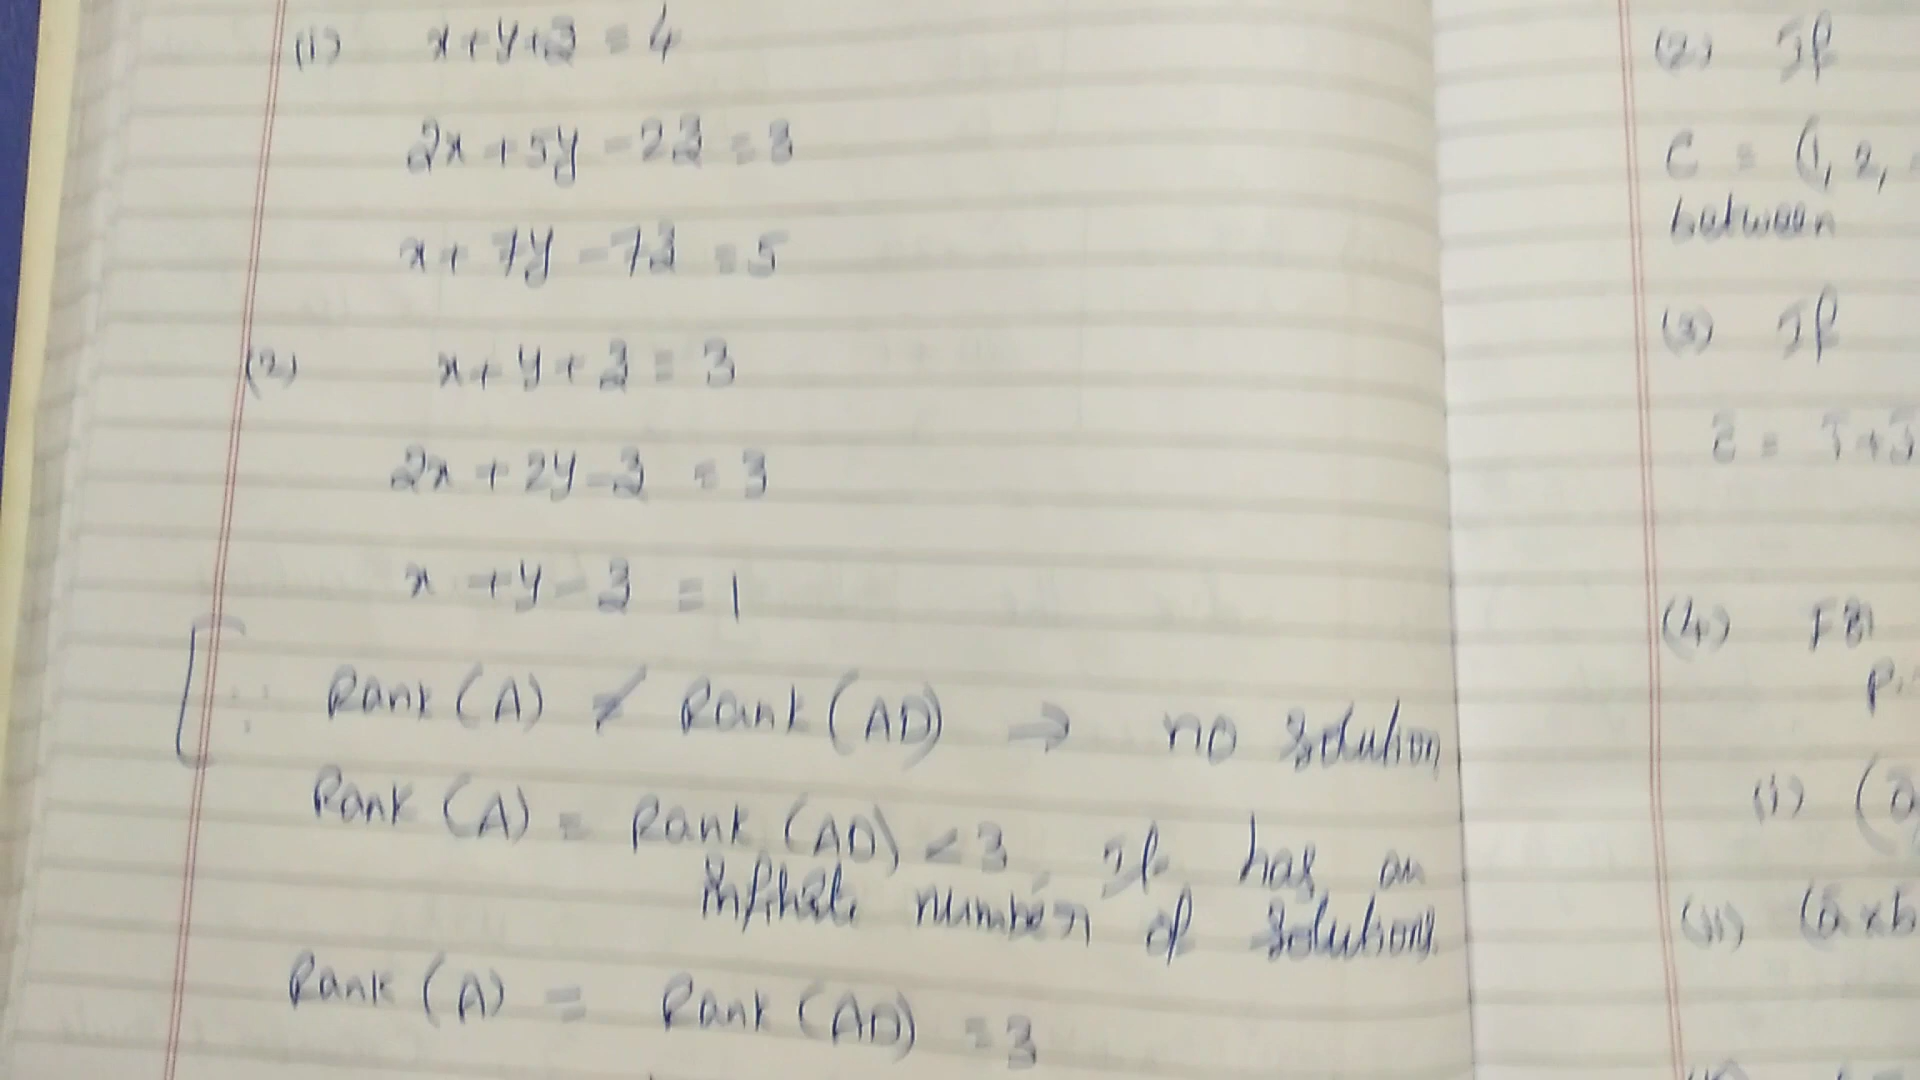 (1) x+y+z = 4
2x + 5y - 2z = 3
x + 7y - 7z = 5
(2) x + y + z = 3
2x + 2y - z = 3
x + y - z = 1
∵ Rank (A) ≠ Rank (AD) → no solution
Rank (A) = Rank (AD) < 3 It has an
infinite number of solutions
Rank (A) = Rank (AD) = 3
(2) If
c = (1, 2,
between
(3) If
c̄ = i + j
(4)
(i) (ā
(ii) (ā x b